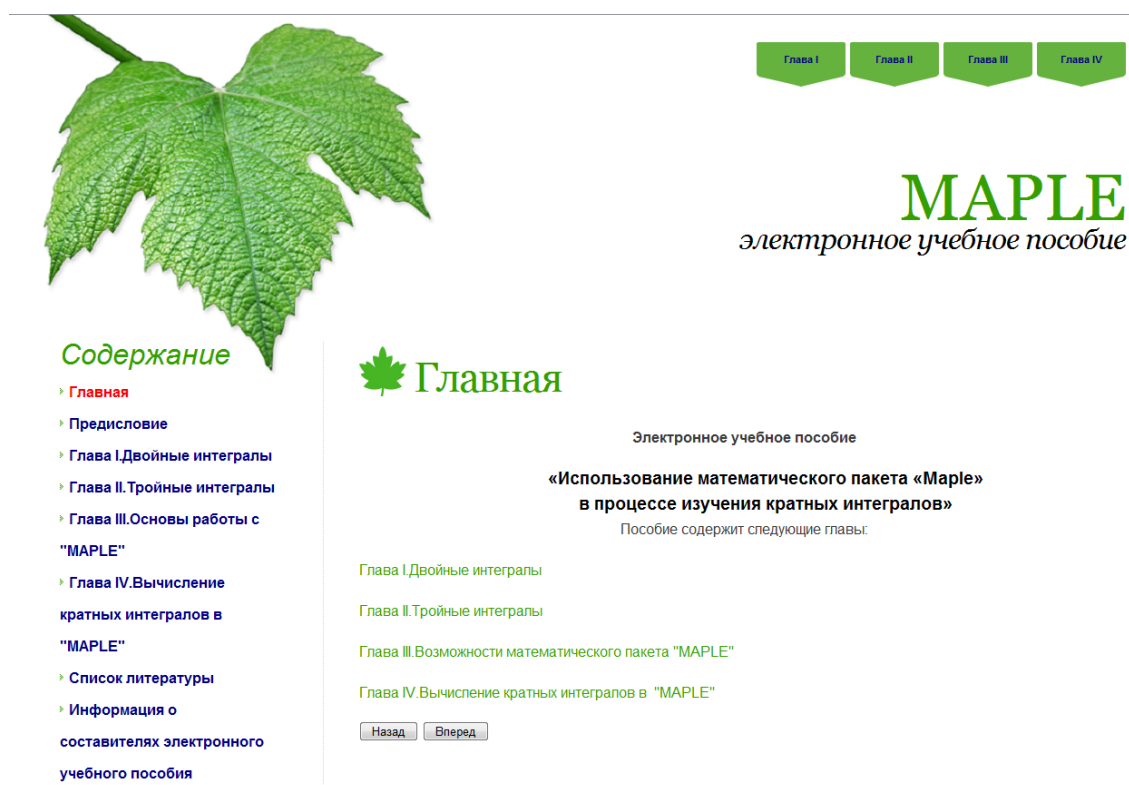 Глава I
Глава II
Глава III
Глава IV
MAPLE
электронное учебное пособие
Содержание
Главная
Предисловие
Глава I.Двойные интегралы
Глава II.Тройные интегралы
Глава III.Основы работы с
"MAPLE"
Глава IV.Вычисление
кратных интегралов в
"MAPLE"
Список литературы
Информация о
составителях электронного
учебного пособия
Главная
Электронное учебное пособие
«Использование математического пакета «Maple»
в процессе изучения кратных интегралов»
Пособие содержит следующие главы:
Глава I.Двойные интегралы
Глава II.Тройные интегралы
Глава III.Возможности математического пакета "MAPLE"
Глава IV.Вычисление кратных интегралов в "MAPLE"
Назад
Вперед